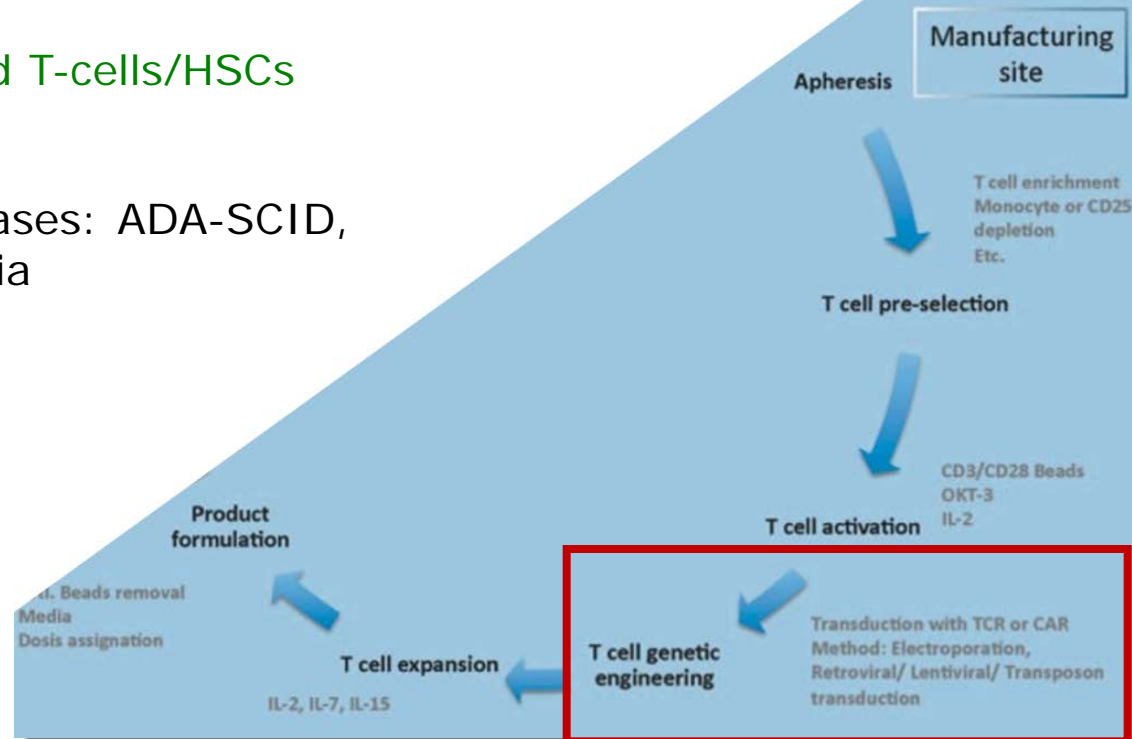 T-cells/HSCs
ADA-SCID,
Manufacturing
site
Apheresis
T cell enrichment
Monocyte or CD25
depletion
Etc.
T cell pre-selection
CD3/CD28 Beads
OKT-3
IL-2
T cell activation
Transduction with TCR or CAR
Method: Electroporation,
Retroviral/ Lentiviral/ Transposon
transduction
T cell genetic
engineering
T cell expansion
IL-2, IL-7, IL-15
Product
formulation
Beads removal
Media
Dosis assignation